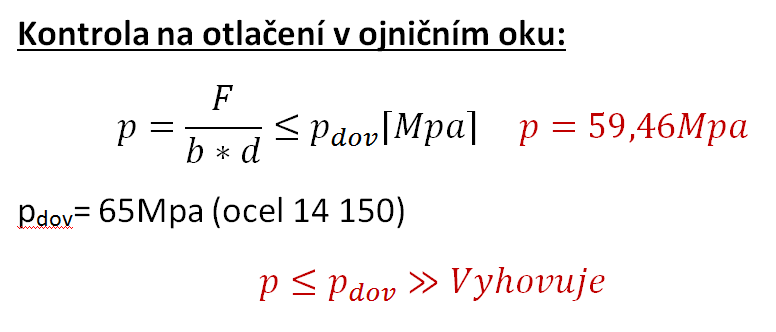 Kontrola na otlačení v ojničním oku:
p = F / (b * d) ≤ p_dov [Mpa] p = 59,46Mpa
p_dov= 65Mpa (ocel 14 150)
p ≤ p_dov ≫ Vyhovuje